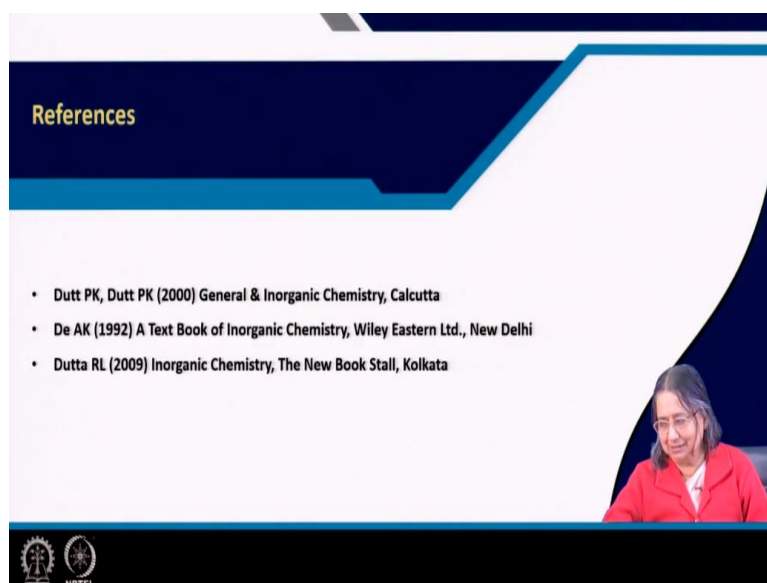 References
• Dutt PK, Dutt PK (2000) General & Inorganic Chemistry, Calcutta
• De AK (1992) A Text Book of Inorganic Chemistry, Wiley Eastern Ltd., New Delhi
• Dutta RL (2009) Inorganic Chemistry, The New Book Stall, Kolkata
NPTEL